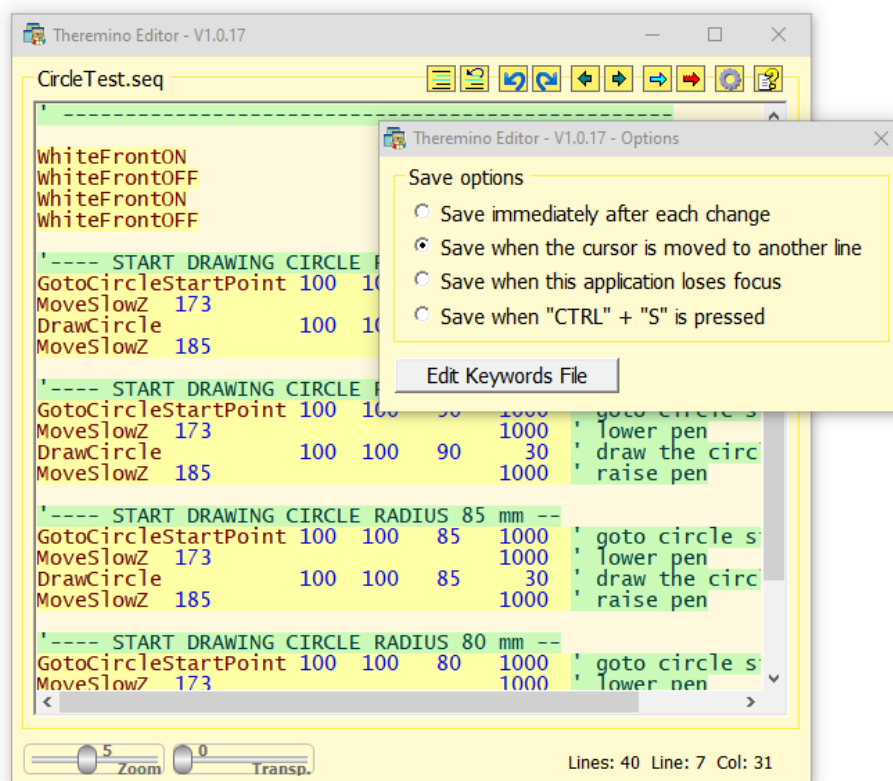 Theremino Editor - V1.0.17
CircleTest.seq
' -------------------------------------------------
WhiteFrontON
WhiteFrontOFF
WhiteFrontON
WhiteFrontOFF
'---- START DRAWING CIRCLE
GotoCircleStartPoint 100
MoveSlowZ 173
DrawCircle 100
MoveSlowZ 185
'---- START DRAWING CIRCLE
GotoCircleStartPoint 100 100 90 1000 ' goto circle s
MoveSlowZ 173 1000 ' lower pen
DrawCircle 100 100 90 30 ' draw the circ
MoveSlowZ 185 1000 ' raise pen
'---- START DRAWING CIRCLE RADIUS 85 mm --
GotoCircleStartPoint 100 100 85 1000 ' goto circle s
MoveSlowZ 173 1000 ' lower pen
DrawCircle 100 100 85 30 ' draw the circ
MoveSlowZ 185 1000 ' raise pen
'---- START DRAWING CIRCLE RADIUS 80 mm --
GotoCircleStartPoint 100 100 80 1000 ' goto circle s
MoveSlowZ 173 1000 ' lower pen
5 Zoom
0 Transp.
Lines: 40 Line: 7 Col: 31
Theremino Editor - V1.0.17 - Options
Save options
Save immediately after each change
Save when the cursor is moved to another line
Save when this application loses focus
Save when "CTRL" + "S" is pressed
Edit Keywords File